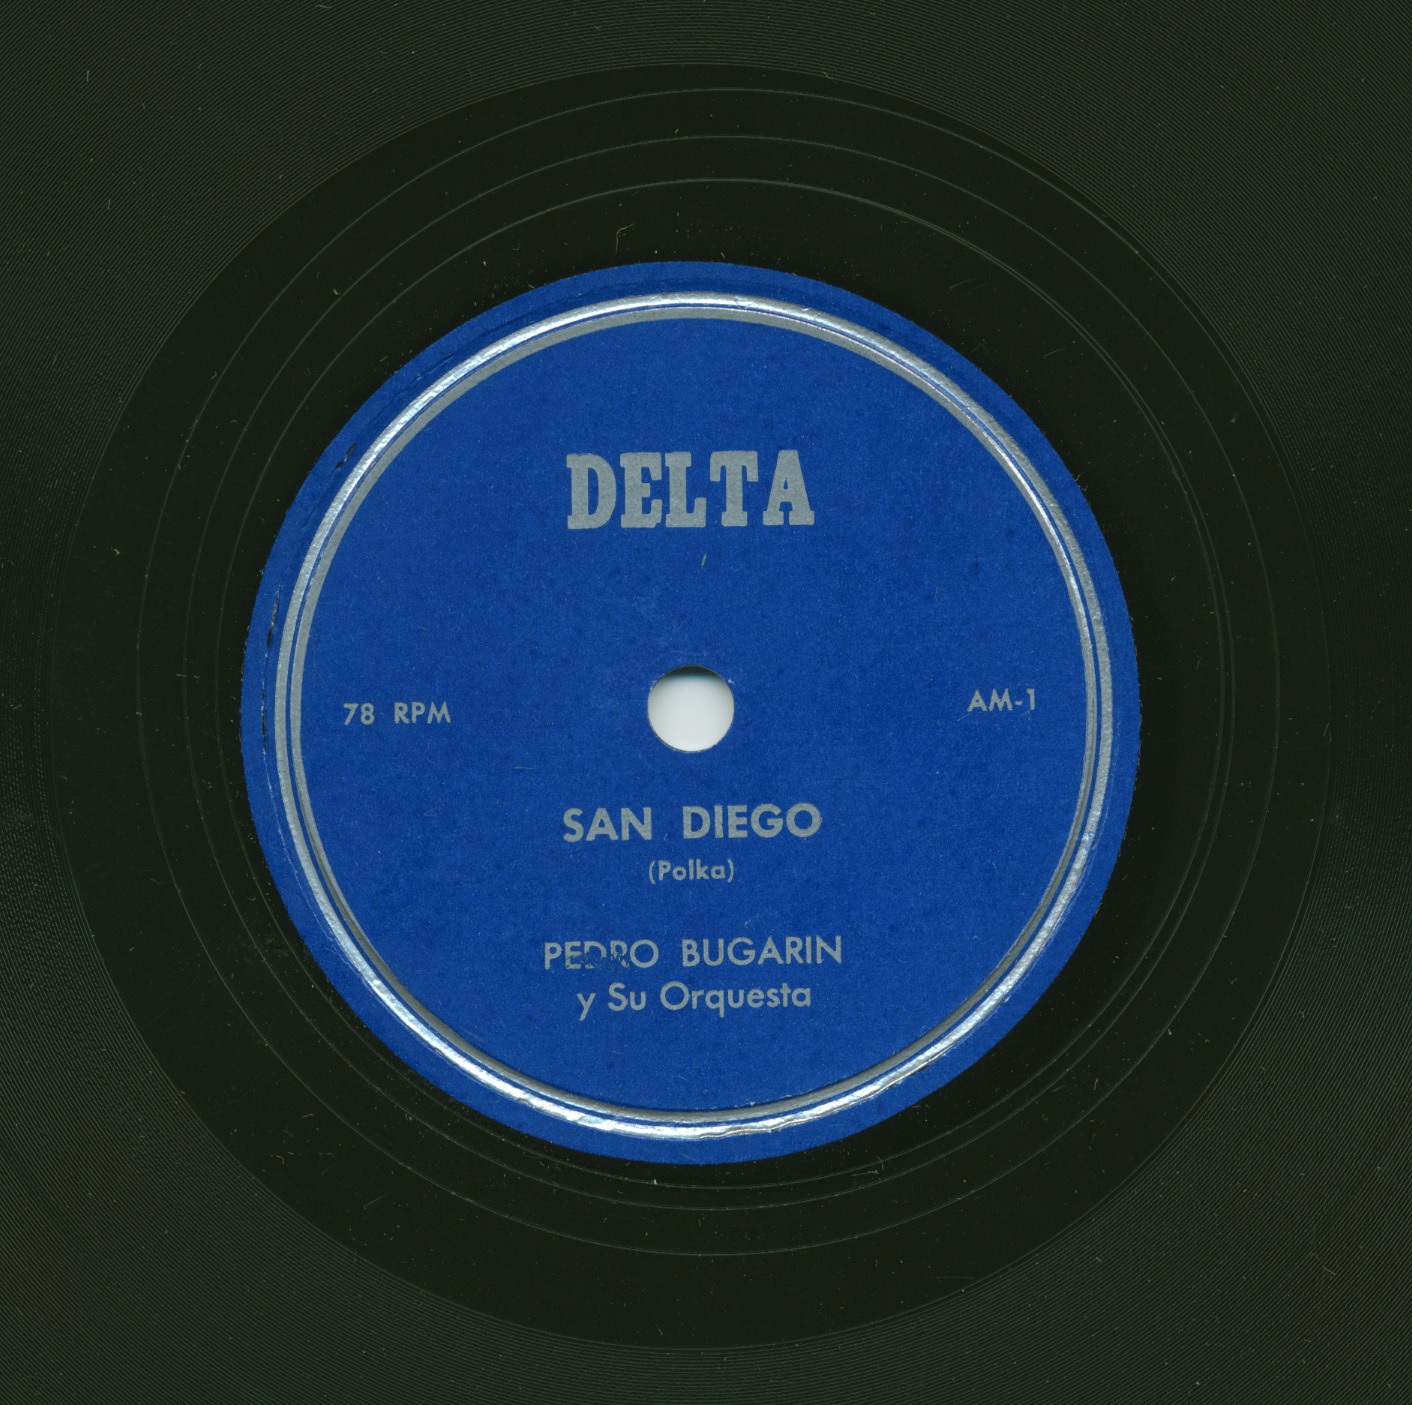 DELTA
78 RPM
AM-1
SAN DIEGO
(Polka)
PEDRO BUGARIN
y Su Orquesta